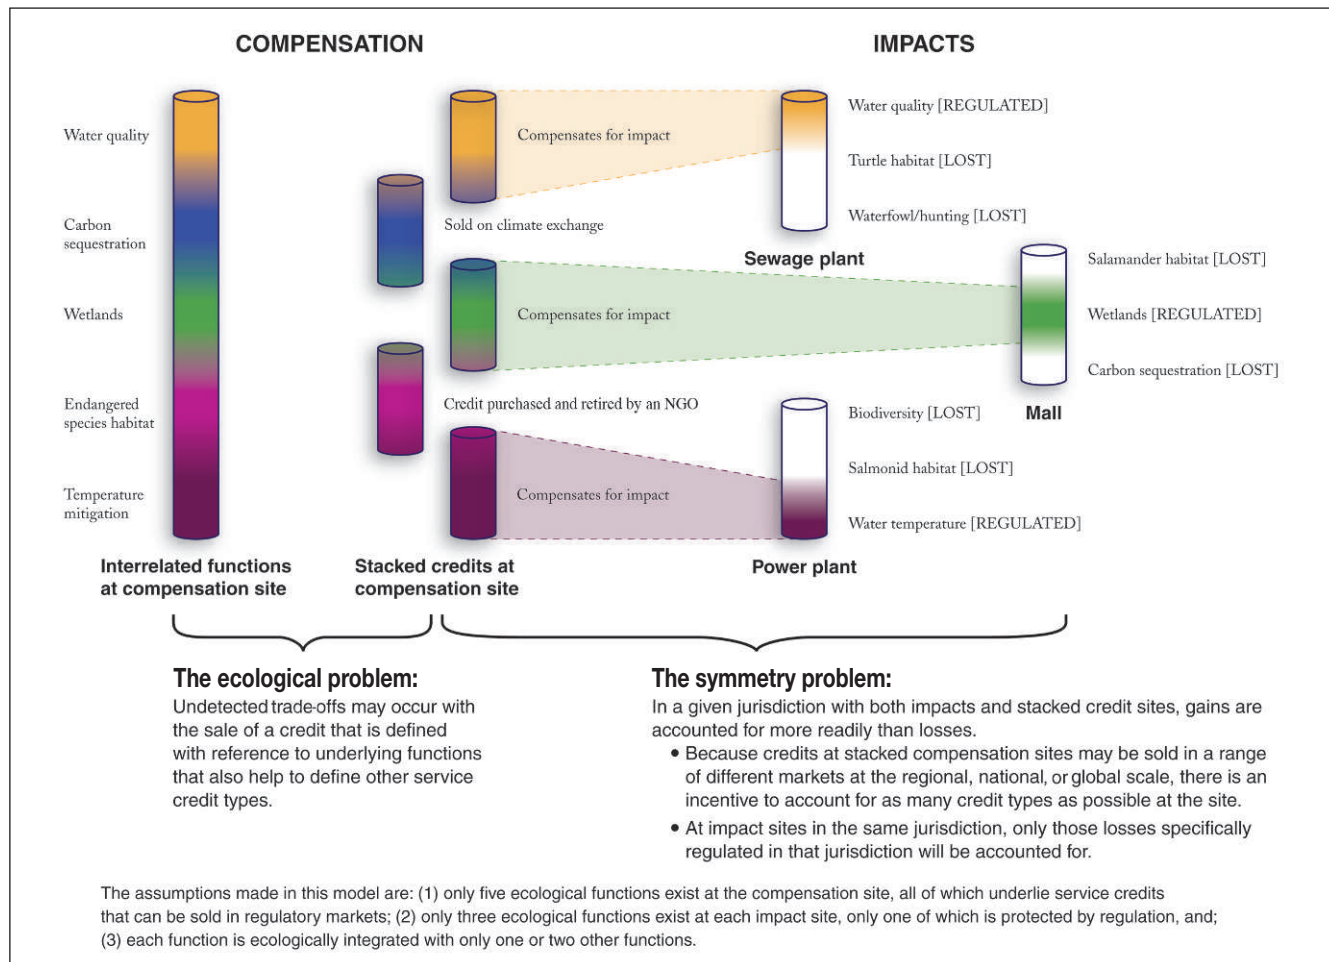 COMPENSATION
IMPACTS
Water quality
Carbon
sequestration
Wetlands
Endangered
species habitat
Temperature
mitigation
Interrelated functions
at compensation site
Compensates for impact
Sold on climate exchange
Compensates for impact
Credit purchased and retired by an NGO
Compensates for impact
Stacked credits at
compensation site
Water quality [REGULATED]
Turtle habitat [LOST]
Waterfowl/hunting [LOST]
Sewage plant
Salamander habitat [LOST]
Wetlands [REGULATED]
Carbon sequestration [LOST]
Mall
Biodiversity [LOST]
Salmonid habitat [LOST]
Water temperature [REGULATED]
Power plant
The ecological problem:
Undetected trade-offs may occur with
the sale of a credit that is defined
with reference to underlying functions
that also help to define other service
credit types.
The symmetry problem:
In a given jurisdiction with both impacts and stacked credit sites, gains are
accounted for more readily than losses.
• Because credits at stacked compensation sites may be sold in a range
of different markets at the regional, national, or global scale, there is an
incentive to account for as many credit types as possible at the site.
• At impact sites in the same jurisdiction, only those losses specifically
regulated in that jurisdiction will be accounted for.
The assumptions made in this model are: (1) only five ecological functions exist at the compensation site, all of which underlie service credits
that can be sold in regulatory markets; (2) only three ecological functions exist at each impact site, only one of which is protected by regulation, and;
(3) each function is ecologically integrated with only one or two other functions.